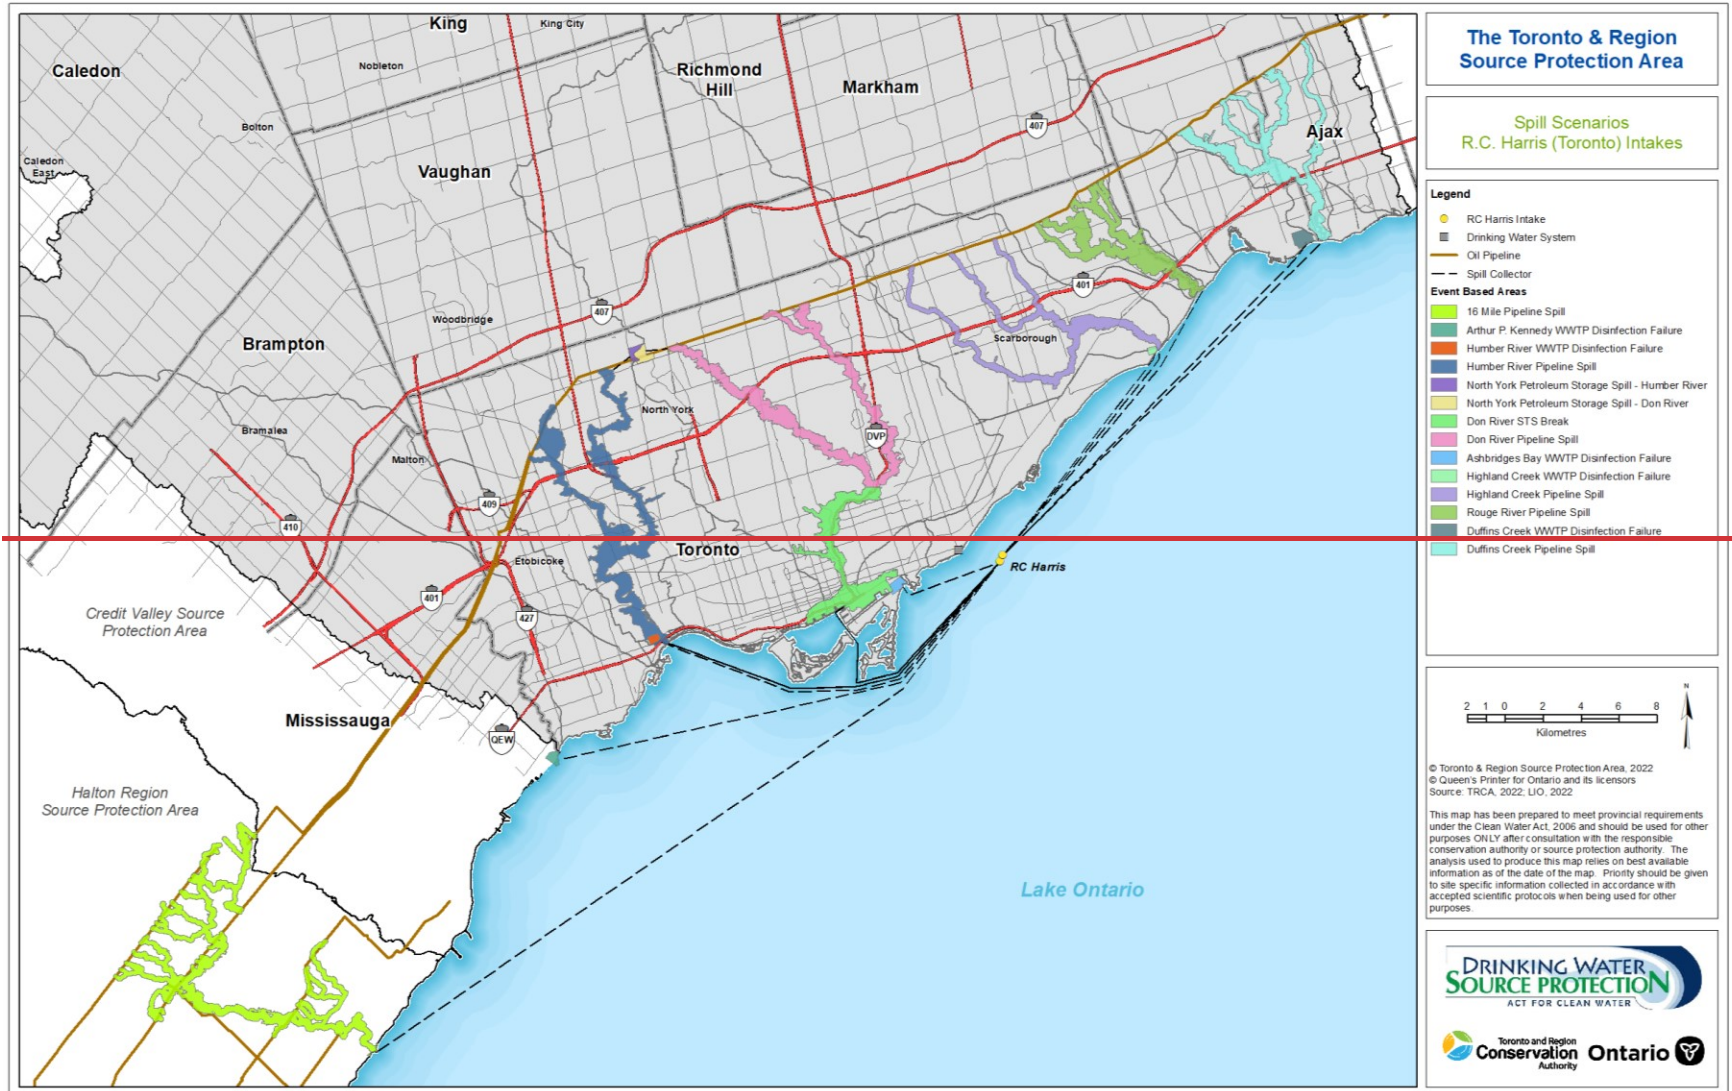 King
King City
Caledon
Nobleton
Richmond
Hill
Markham
Bolton
407
Ajax
Caledon
East
Vaughan
401
Woodbridge
407
Scarborough
Brampton
North York
Bramalea
DVP
Malton
409
410
Toronto
Etobicoke
RC Harris
401
427
Credit Valley Source
Protection Area
Mississauga
QEW
Halton Region
Source Protection Area
Lake Ontario
The Toronto & Region
Source Protection Area
Spill Scenarios
R.C. Harris (Toronto) Intakes
Legend
RC Harris Intake
Drinking Water System
Oil Pipeline
Spill Collector
Event Based Areas
16 Mile Pipeline Spill
Arthur P. Kennedy WWTP Disinfection Failure
Humber River WWTP Disinfection Failure
Humber River Pipeline Spill
North York Petroleum Storage Spill - Humber River
North York Petroleum Storage Spill - Don River
Don River STS Break
Don River Pipeline Spill
Ashbridges Bay WWTP Disinfection Failure
Highland Creek WWTP Disinfection Failure
Highland Creek Pipeline Spill
Rouge River Pipeline Spill
Duffins Creek WWTP Disinfection Failure
Duffins Creek Pipeline Spill
N
2 1 0 2 4 6 8
Kilometres
© Toronto & Region Source Protection Area, 2022
© Queen's Printer for Ontario and its licensors
Source: TRCA, 2022; LIO, 2022
This map has been prepared to meet provincial requirements
under the Clean Water Act, 2006 and should be used for other
purposes ONLY after consultation with the responsible
conservation authority or source protection authority. The
analysis used to produce this map relies on best available
information as of the date of the map. Priority should be given
to site specific information collected in accordance with
accepted scientific protocols when being used for other
purposes.
DRINKING WATER
SOURCE PROTECTION
ACT FOR CLEAN WATER
Toronto and Region
Conservation
Authority
Ontario